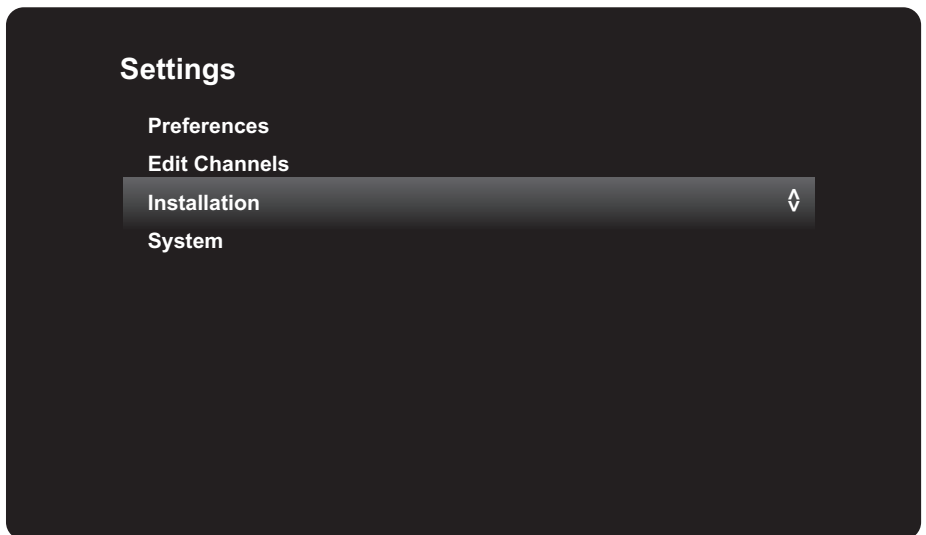 Settings
Preferences
Edit Channels
Installation
System